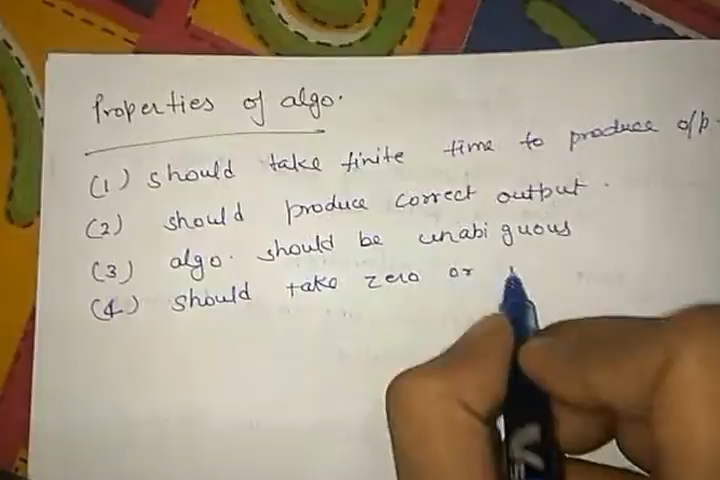 Properties of algo.
(1) should take finite time to produce o/p.
(2) should produce correct output.
(3) algo. should be unabiguous
(4) should take zero or